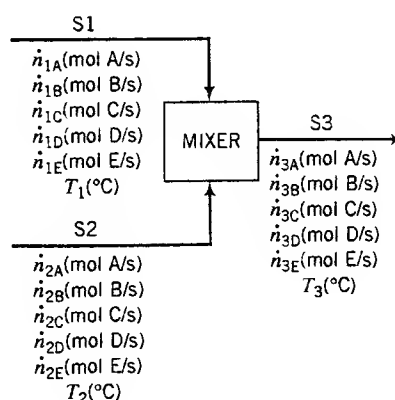 S1
ṅ1A(mol A/s)
ṅ1B(mol B/s)
ṅ1C(mol C/s)
ṅ1D(mol D/s)
ṅ1E(mol E/s)
T1(°C)
MIXER
S3
ṅ3A(mol A/s)
ṅ3B(mol B/s)
ṅ3C(mol C/s)
ṅ3D(mol D/s)
ṅ3E(mol E/s)
T3(°C)
S2
ṅ2A(mol A/s)
ṅ2B(mol B/s)
ṅ2C(mol C/s)
ṅ2D(mol D/s)
ṅ2E(mol E/s)
T2(°C)